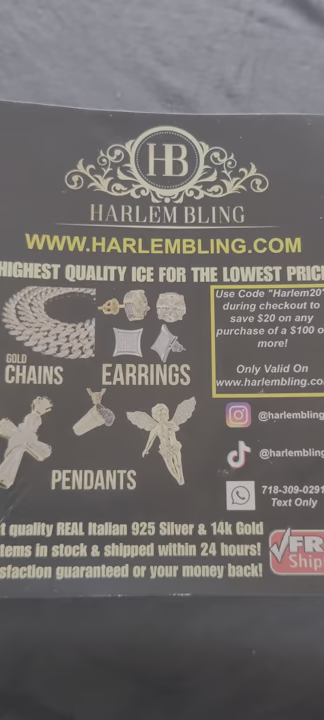 HB
HARLEM BLING
WWW.HARLEMBLING.COM
HIGHEST QUALITY ICE FOR THE LOWEST PRIC
Use Code "Harlem20"
during checkout to
save $20 on any
purchase of a $100 o
more!
Only Valid On
www.harlembling.co
GOLD
CHAINS
EARRINGS
PENDANTS
@harlembling
@harlembling
718-309-0291
Text Only
t quality REAL Italian 925 Silver & 14k Gold
tems in stock & shipped within 24 hours!
sfaction guaranteed or your money back!
FR
Ship